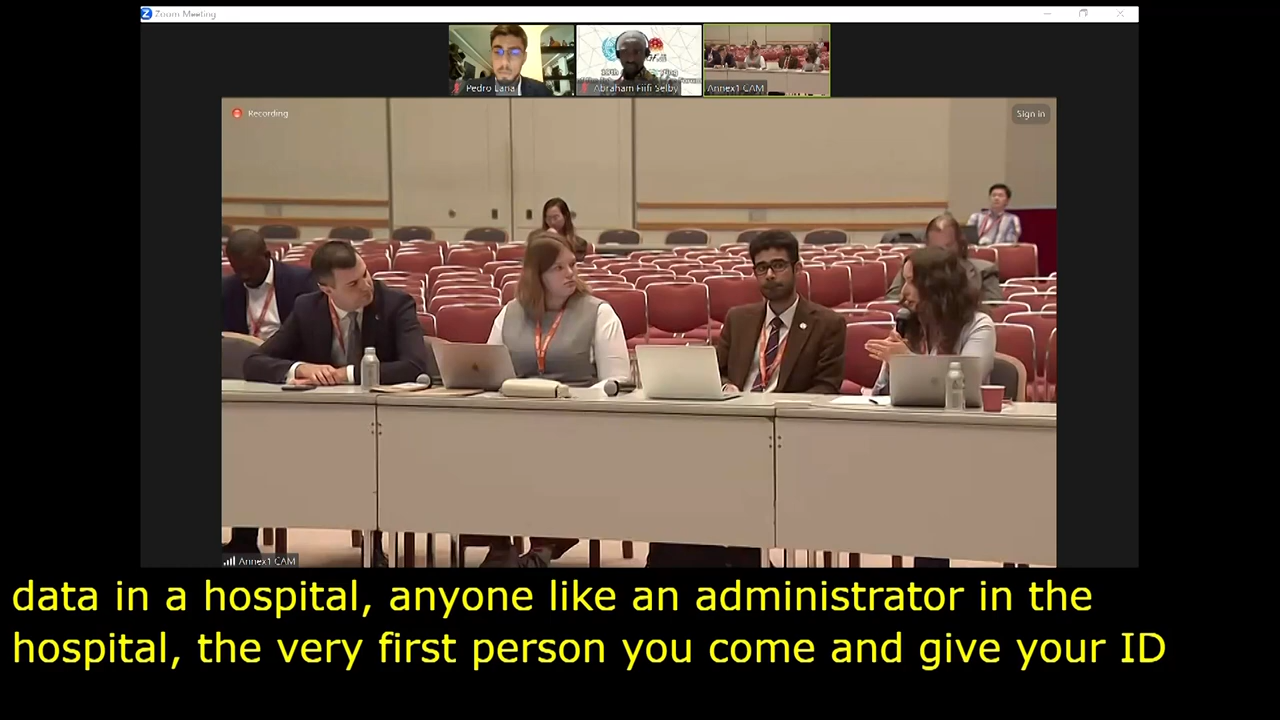 Zoom Meeting
Pedro Lana
Abraham Fiifi Selby
Annex1 CAM
Recording
Sign in
Annex1 CAM
data in a hospital, anyone like an administrator in the
hospital, the very first person you come and give your ID